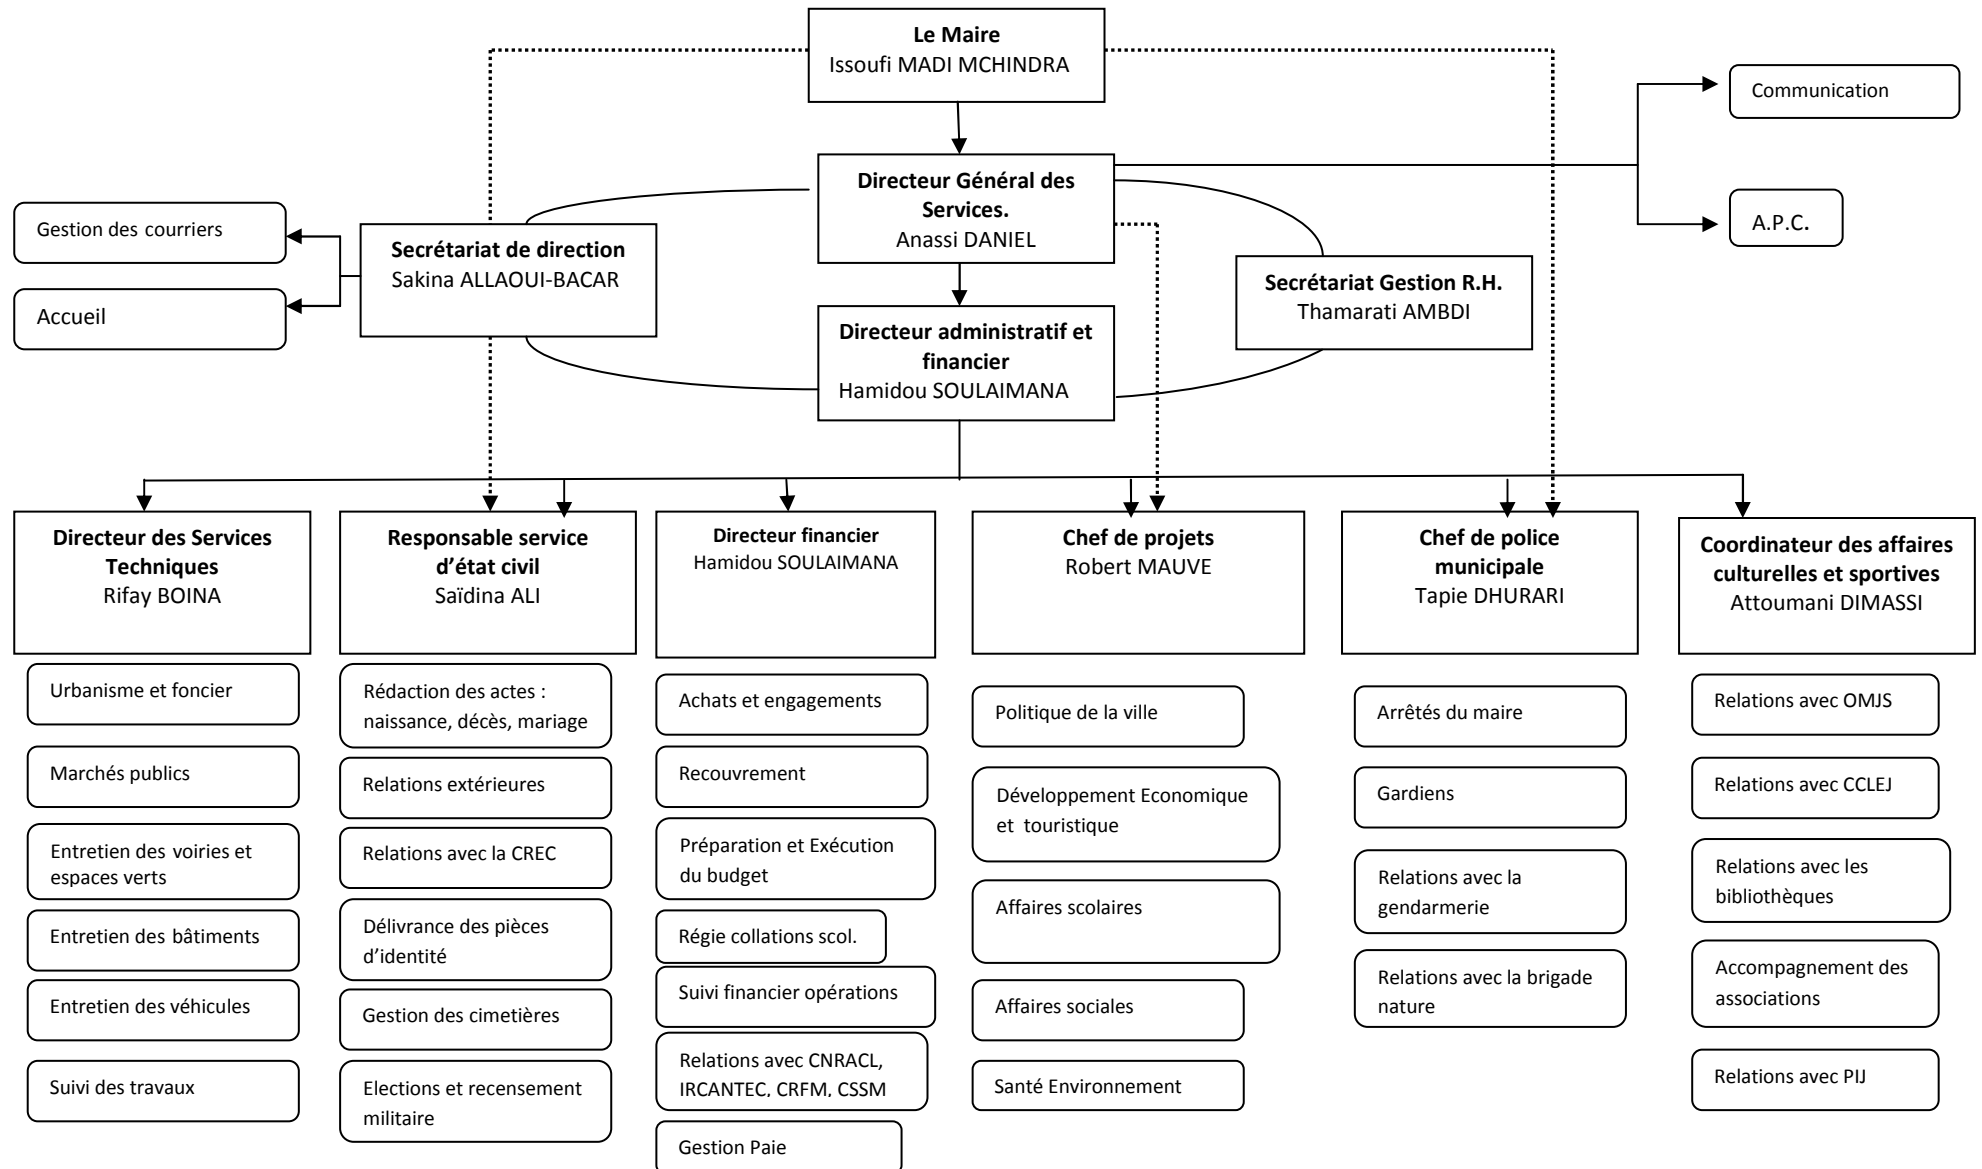 Le Maire
Issoufi MADI MCHINDRA
Communication
Directeur Général des
Services.
Anassi DANIEL
A.P.C.
Gestion des courriers
Accueil
Secrétariat de direction
Sakina ALLAOUI-BACAR
Secrétariat Gestion R.H.
Thamarati AMBDI
Directeur administratif et
financier
Hamidou SOULAIMANA
Directeur des Services
Techniques
Rifay BOINA
Urbanisme et foncier
Marchés publics
Entretien des voiries et
espaces verts
Entretien des bâtiments
Entretien des véhicules
Suivi des travaux
Responsable service
d’état civil
Saïdina ALI
Rédaction des actes :
naissance, décès, mariage
Relations extérieures
Relations avec la CREC
Délivrance des pièces
d’identité
Gestion des cimetières
Elections et recensement
militaire
Directeur financier
Hamidou SOULAIMANA
Achats et engagements
Recouvrement
Préparation et Exécution
du budget
Régie collations scol.
Suivi financier opérations
Relations avec CNRACL,
IRCANTEC, CRFM, CSSM
Gestion Paie
Chef de projets
Robert MAUVE
Politique de la ville
Développement Economique
et touristique
Affaires scolaires
Affaires sociales
Santé Environnement
Chef de police
municipale
Tapie DHURARI
Arrêtés du maire
Gardiens
Relations avec la
gendarmerie
Relations avec la brigade
nature
Coordinateur des affaires
culturelles et sportives
Attoumani DIMASSI
Relations avec OMJS
Relations avec CCLEJ
Relations avec les
bibliothèques
Accompagnement des
associations
Relations avec PIJ